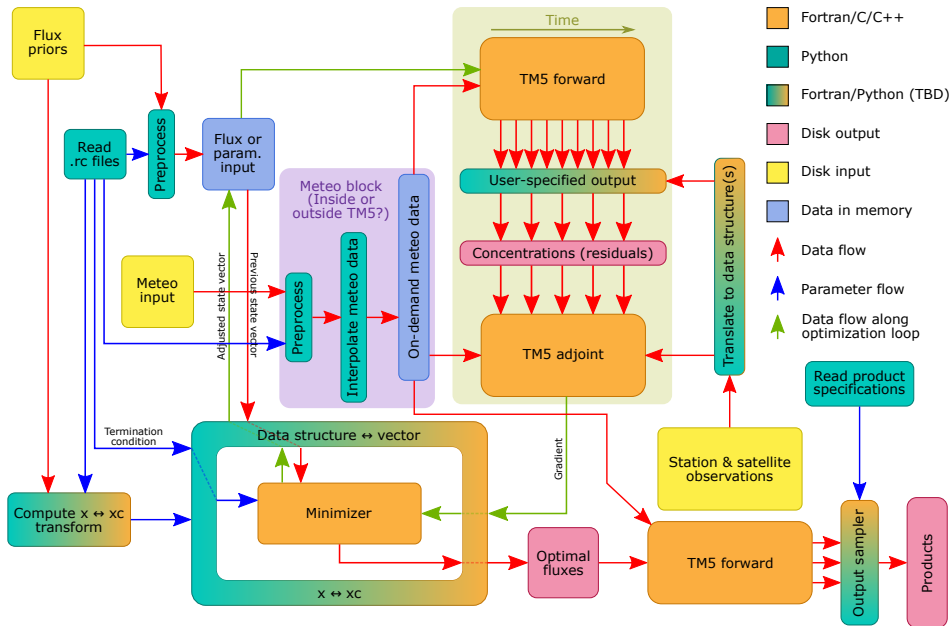 Flux
priors
Time
TM5 forward
Fortran/C/C++
Python
Fortran/Python (TBD)
Disk output
Disk input
Data in memory
Data flow
Parameter flow
Data flow along
optimization loop
Read
.rc files
Preprocess
Flux or
param.
input
Meteo block
(Inside or
outside TM5?)
On-demand meteo data
User-specified output
Translate to data structure(s)
Concentrations (residuals)
Meteo
input
Adjusted state vector
Previous state vector
Preprocess
Interpolate meteo data
TM5 adjoint
Read product
specifications
Termination
condition
Data structure ↔ vector
Gradient
Station & satellite
observations
Compute x ↔ xc
transform
Minimizer
Optimal
fluxes
TM5 forward
Output sampler
Products
x ↔ xc